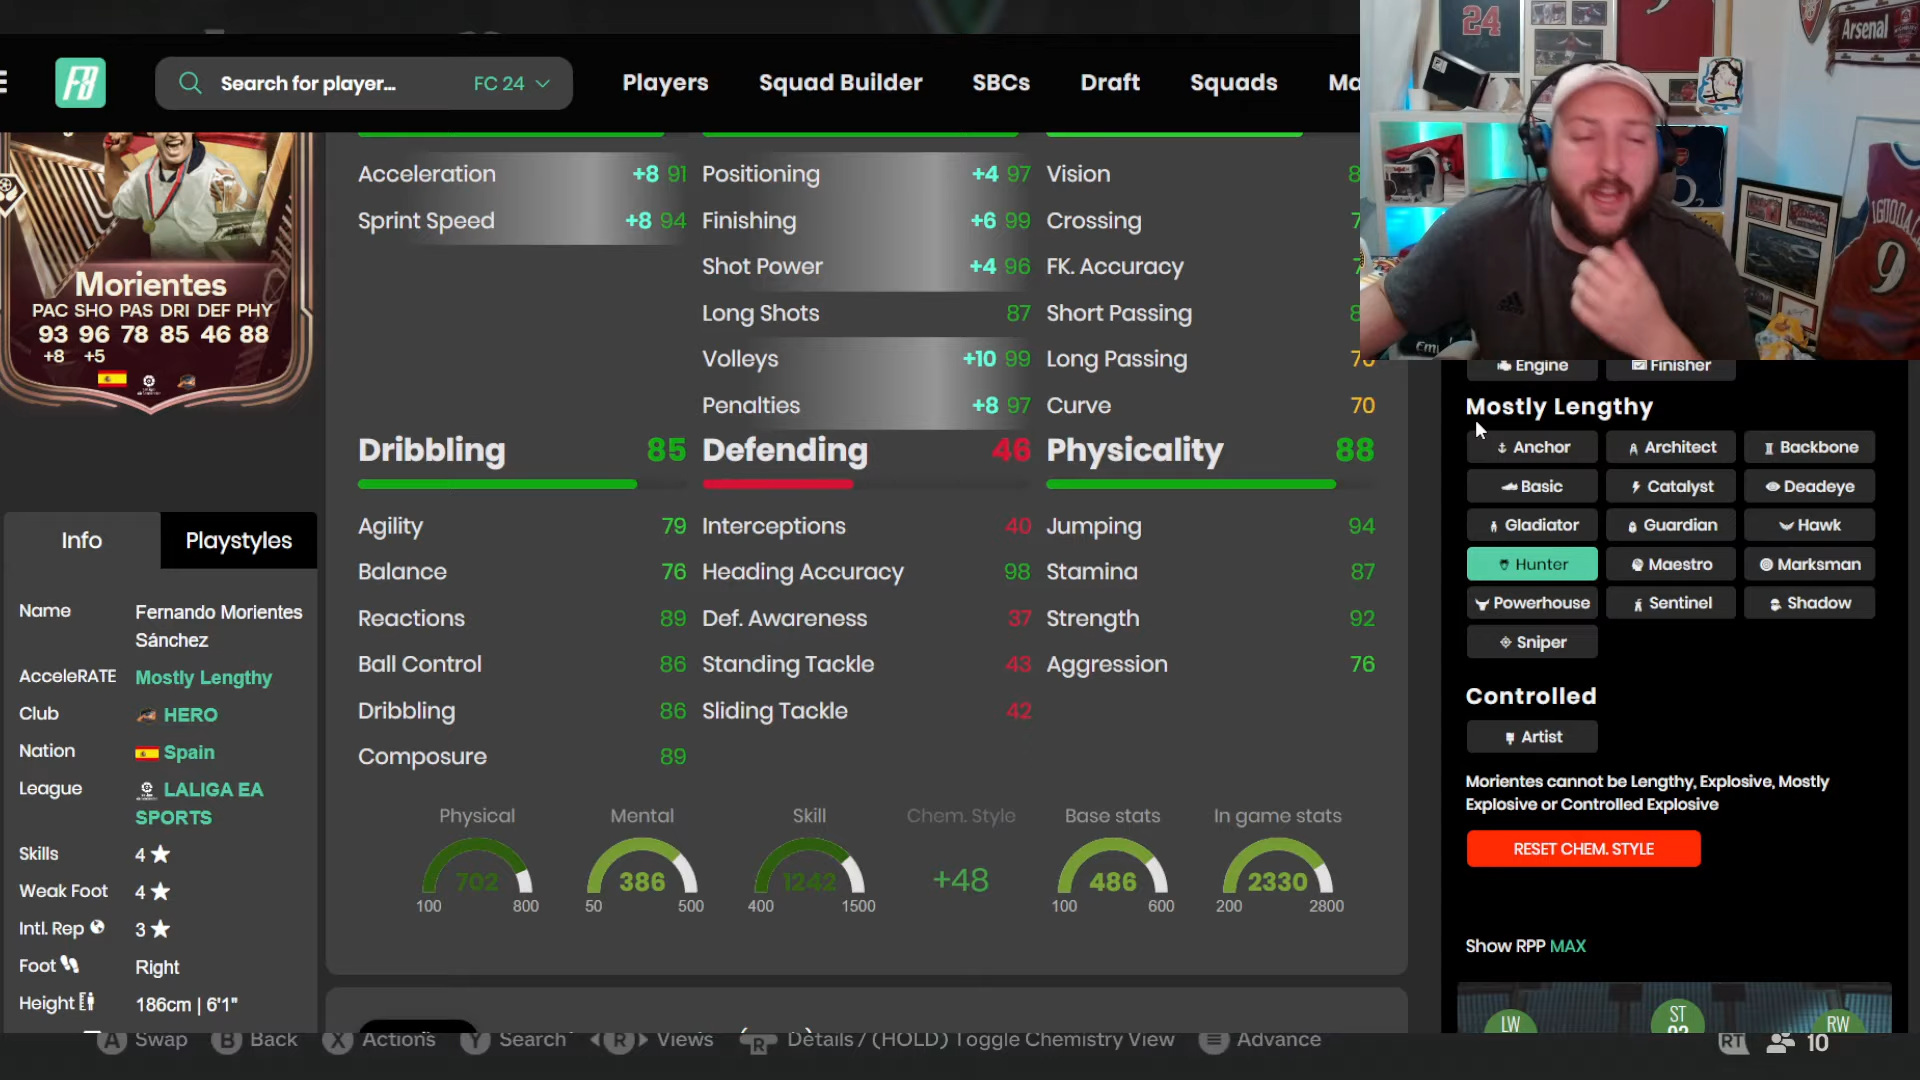 F8 Search for player... FC 24 Players Squad Builder SBCs Draft Squads Ma
24
Arsenal
Morientes
PAC SHO PAS DRI DEF PHY
93 96 78 85 46 88
+8 +5
Info Playstyles
Name Fernando Morientes
Sánchez
AcceleRATE Mostly Lengthy
Club HERO
Nation Spain
League LALIGA EA
SPORTS
Skills 4
Weak Foot 4
Intl. Rep 3
Foot Right
Height 186cm | 6'1"
Acceleration +8 91
Sprint Speed +8 94
Positioning +4 97
Finishing +6 99
Shot Power +4 96
Long Shots 87
Volleys +10 99
Penalties +8 97
Vision 8
Crossing 7
FK. Accuracy 7
Short Passing 8
Long Passing
Curve 70
Dribbling 85
Agility 79
Balance 76
Reactions 89
Ball Control 86
Dribbling 86
Composure 89
Defending 46
Interceptions 40
Heading Accuracy 98
Def. Awareness 37
Standing Tackle 43
Sliding Tackle 42
Physicality 88
Jumping 94
Stamina 87
Strength 92
Aggression 76
Physical 702 100 800
Mental 386 50 500
Skill 1242 400 1500
Chem. Style +48
Base stats 486 100 600
In game stats 2330 200 2800
9
Engine Finisher
Mostly Lengthy
Anchor Architect Backbone
Basic Catalyst Deadeye
Gladiator Guardian Hawk
Hunter Maestro Marksman
Powerhouse Sentinel Shadow
Sniper
Controlled
Artist
Morientes cannot be Lengthy, Explosive, Mostly
Explosive or Controlled Explosive
RESET CHEM. STYLE
Show RPP MAX
LW ST RW
A Swap B Back X Actions Y Search R Views R Details / (HOLD) Toggle Chemistry View Advance RT 10